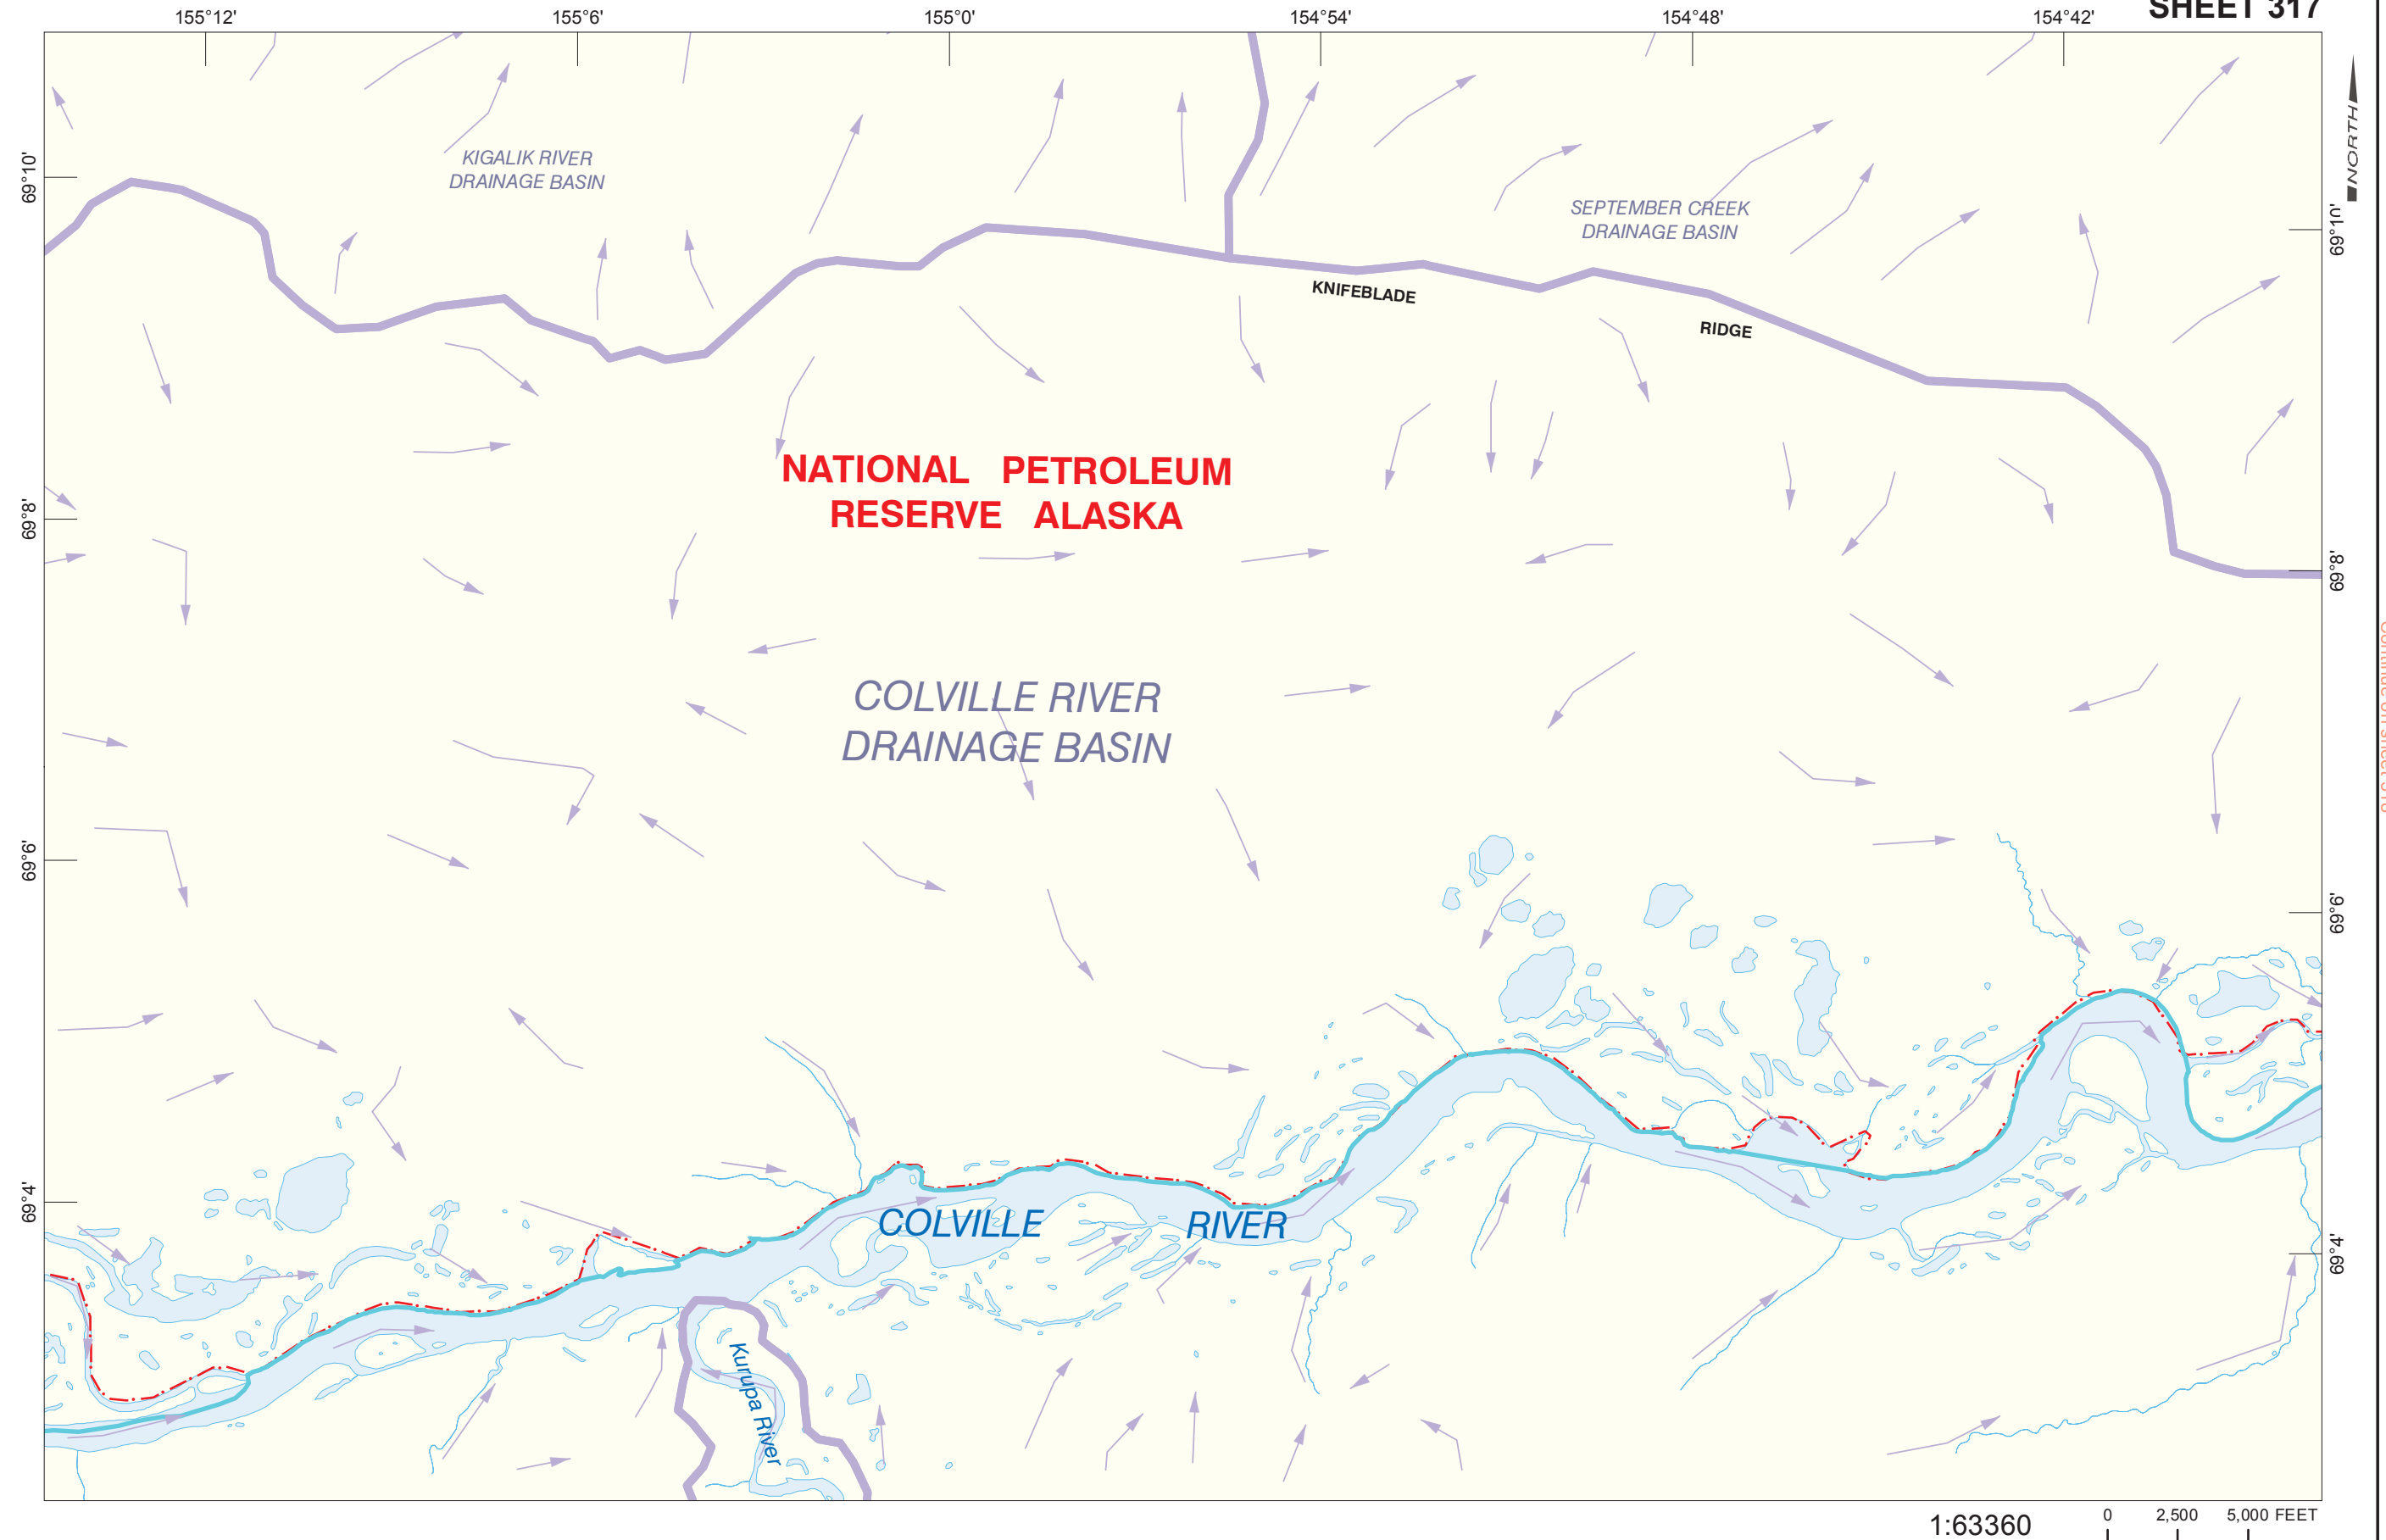 SHEET 317
155°12'
155°6'
155°0'
154°54'
154°48'
154°42'
NORTH
69°10'
69°8'
69°6'
69°4'
69°10'
69°8'
69°6'
69°4'
KIGALIK RIVER
DRAINAGE BASIN
SEPTEMBER CREEK
DRAINAGE BASIN
KNIFEBLADE
RIDGE
NATIONAL PETROLEUM
RESERVE ALASKA
COLVILLE RIVER
DRAINAGE BASIN
COLVILLE RIVER
Kurupa River
1:63360
0 2,500 5,000 FEET